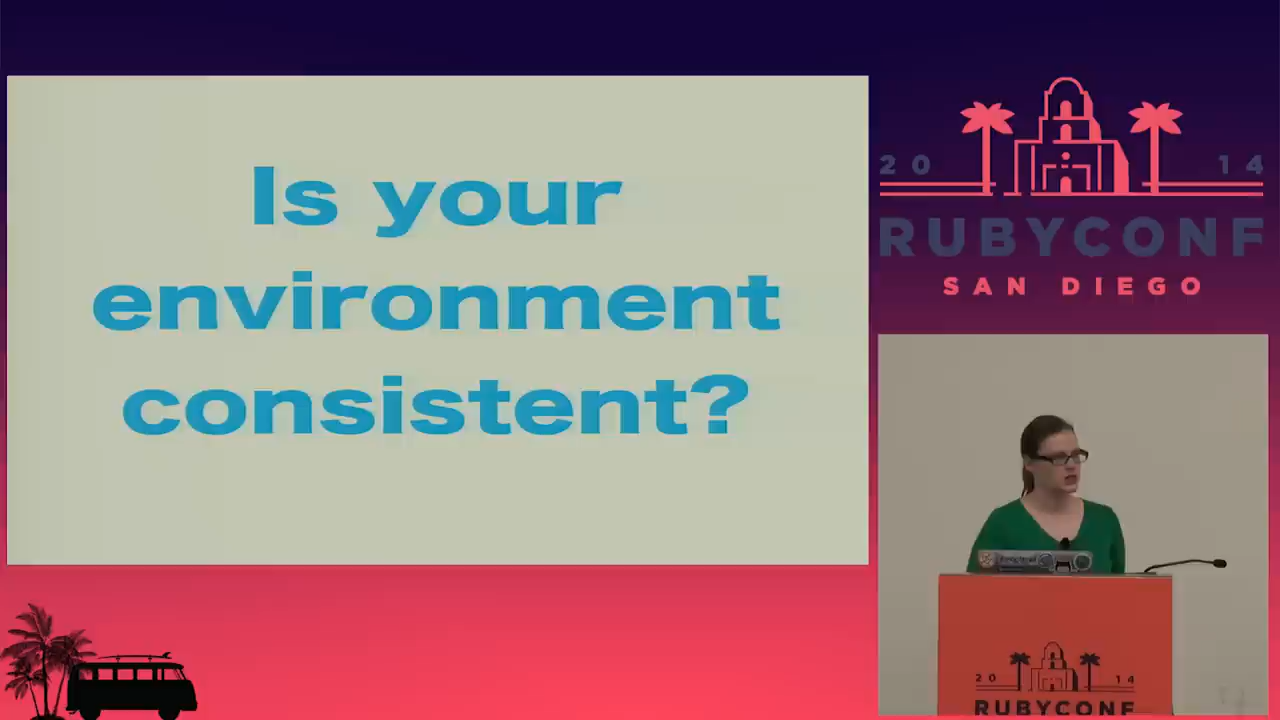 Is your
environment
consistent?
20 14
RUBYCONF
SAN DIEGO
20 14
RUBYCONF